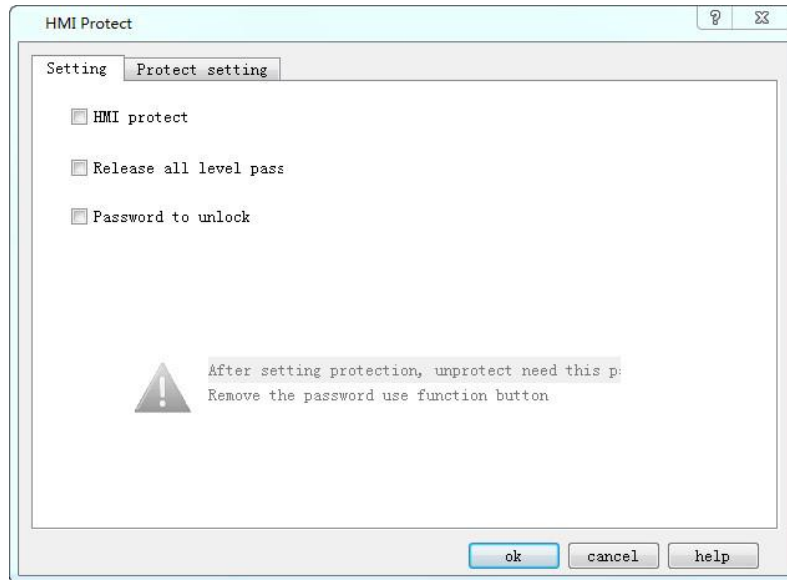 HMI Protect
Setting
Protect setting
HMI protect
Release all level pass
Password to unlock
After setting protection, unprotect need this
Remove the password use function button
ok
cancel
help